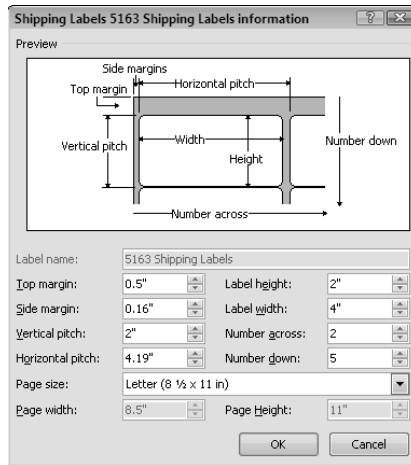 Shipping Labels 5163 Shipping Labels information
Preview
Side margins
Horizontal pitch
Top margin
Vertical pitch
Width
Height
Number down
Number across
Label name: 5163 Shipping Labels
Top margin: 0.5" Label height: 2"
Side margin: 0.16" Label width: 4"
Vertical pitch: 2" Number across: 2
Horizontal pitch: 4.19" Number down: 5
Page size: Letter (8 ½ x 11 in)
Page width: 8.5" Page Height: 11"
OK Cancel